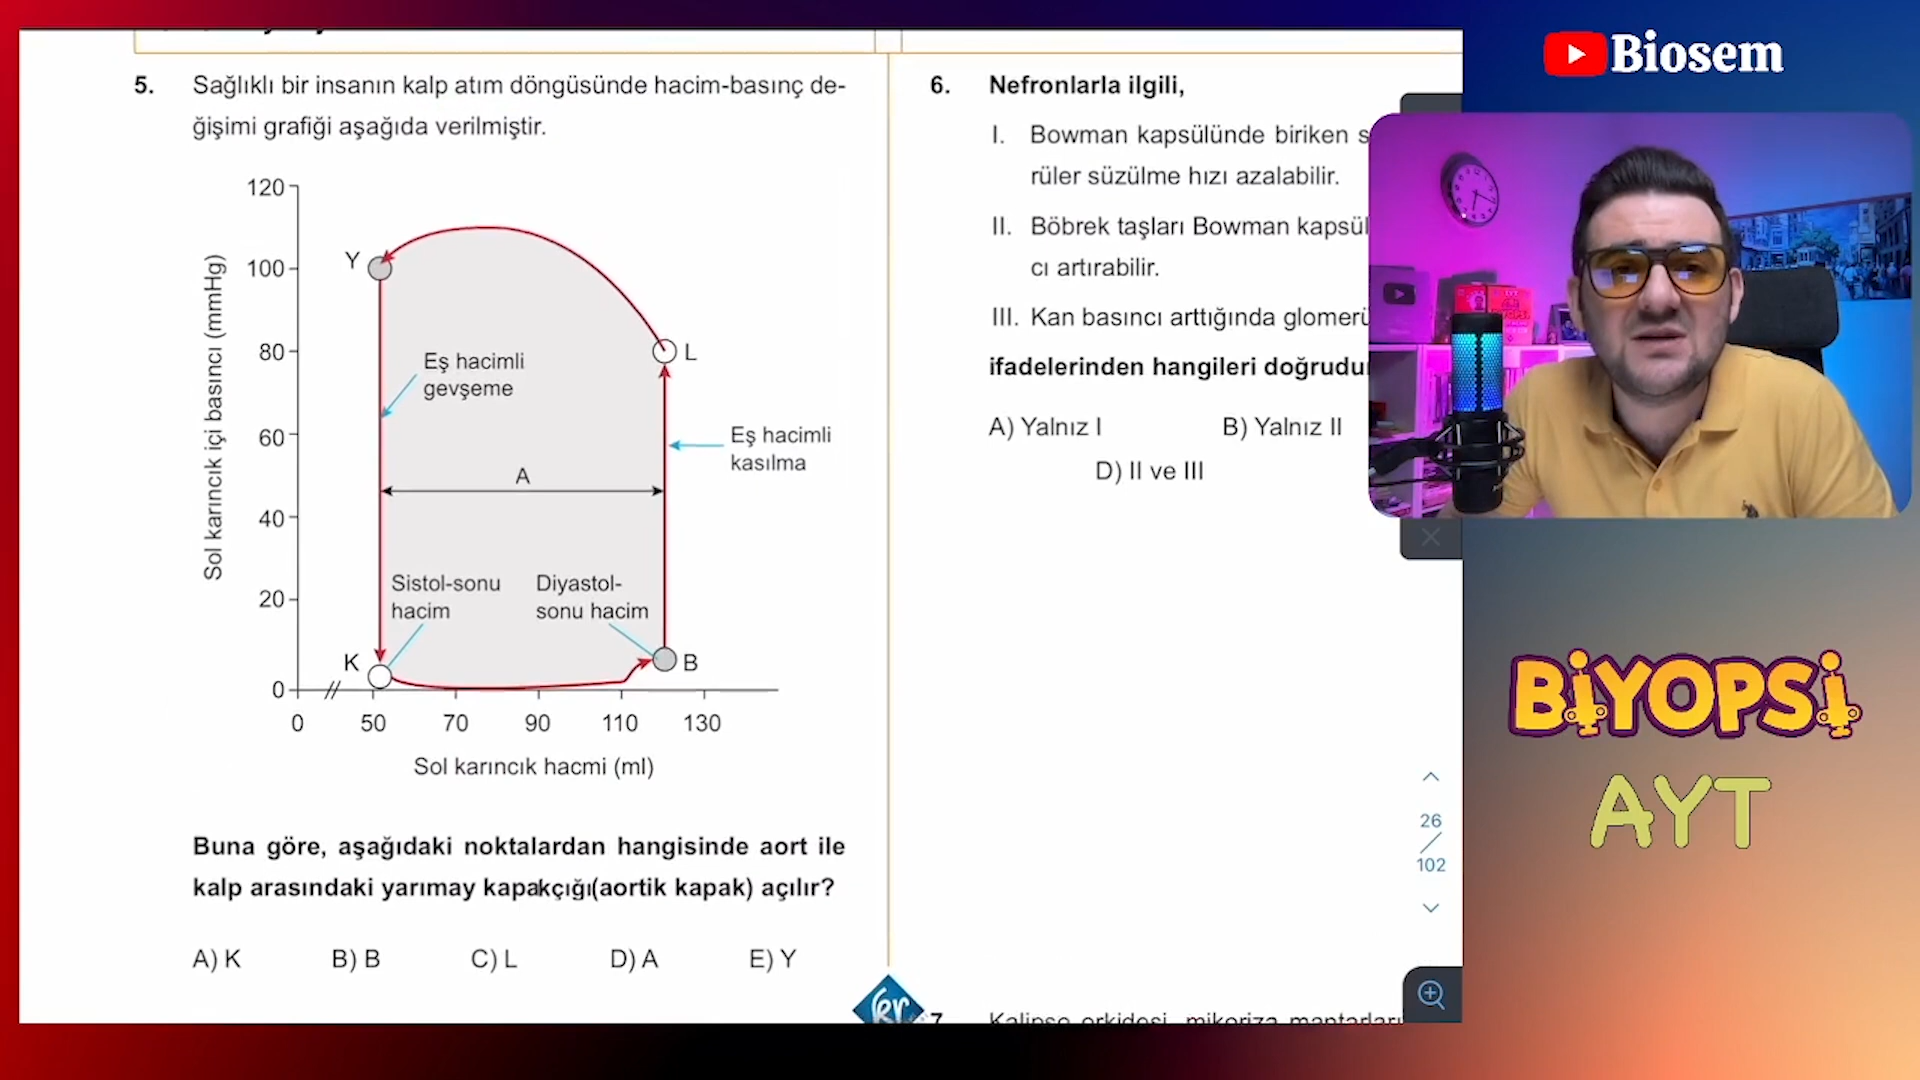 Biosem
5. Sağlıklı bir insanın kalp atım döngüsünde hacim-basınç de-
ğişimi grafiği aşağıda verilmiştir.
Sol karıncık içi basıncı (mmHg)
120
100
80
60
40
20
0
Y
L
Eş hacimli
gevşeme
Eş hacimli
kasılma
A
Sistol-sonu
hacim
Diyastol-
sonu hacim
K
B
0 50 70 90 110 130
Sol karıncık hacmi (ml)
Buna göre, aşağıdaki noktalardan hangisinde aort ile
kalp arasındaki yarımay kapakçığı(aortik kapak) açılır?
A) K B) B C) L D) A E) Y
6. Nefronlarla ilgili,
I. Bowman kapsülünde biriken
rüler süzülme hızı azalabilir.
II. Böbrek taşları Bowman
cı artırabilir.
III. Kan basıncı arttığında
ifadelerinden hangileri
A) Yalnız I B) Yalnız II
D) II ve III
26
102
7. Kalipso orkidesi, mikoriza mantarları
BİYOPSİ
AYT